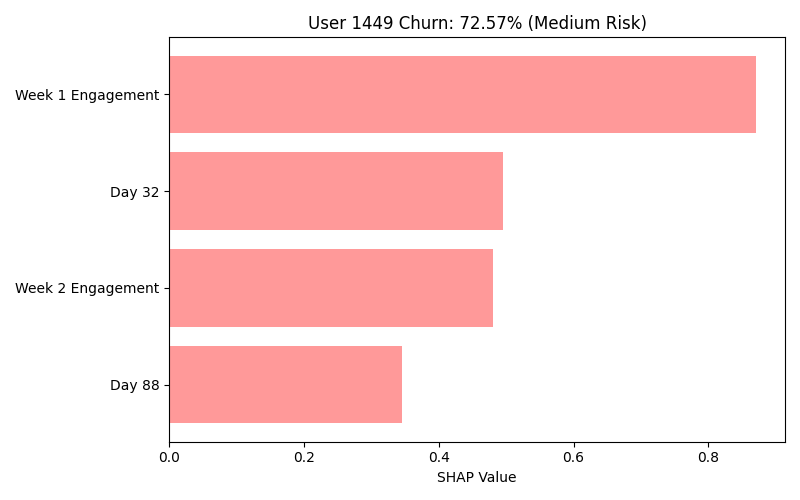 User 1449 Churn: 72.57% (Medium Risk)
Week 1 Engagement
Day 32
Week 2 Engagement
Day 88
0.0 0.2 0.4 0.6 0.8
SHAP Value